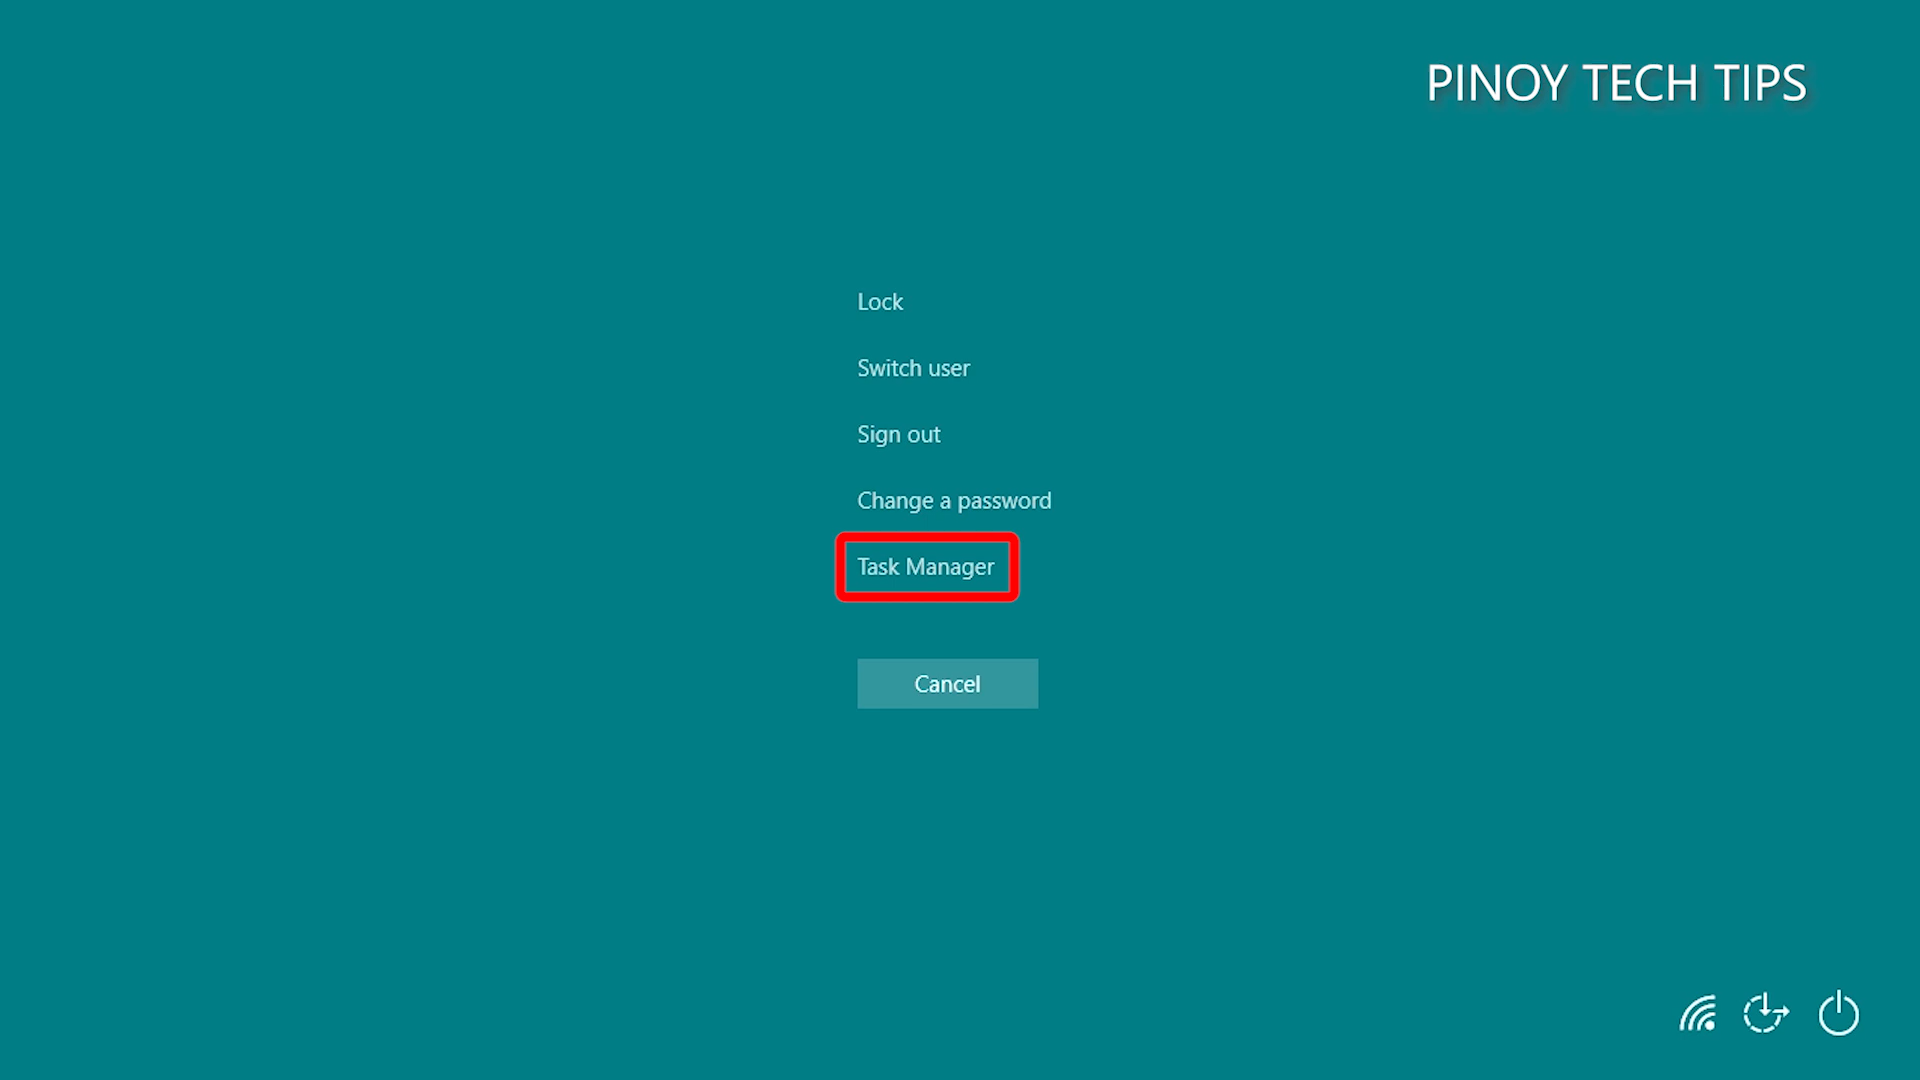 PINOY TECH TIPS
Lock
Switch user
Sign out
Change a password
Task Manager
Cancel